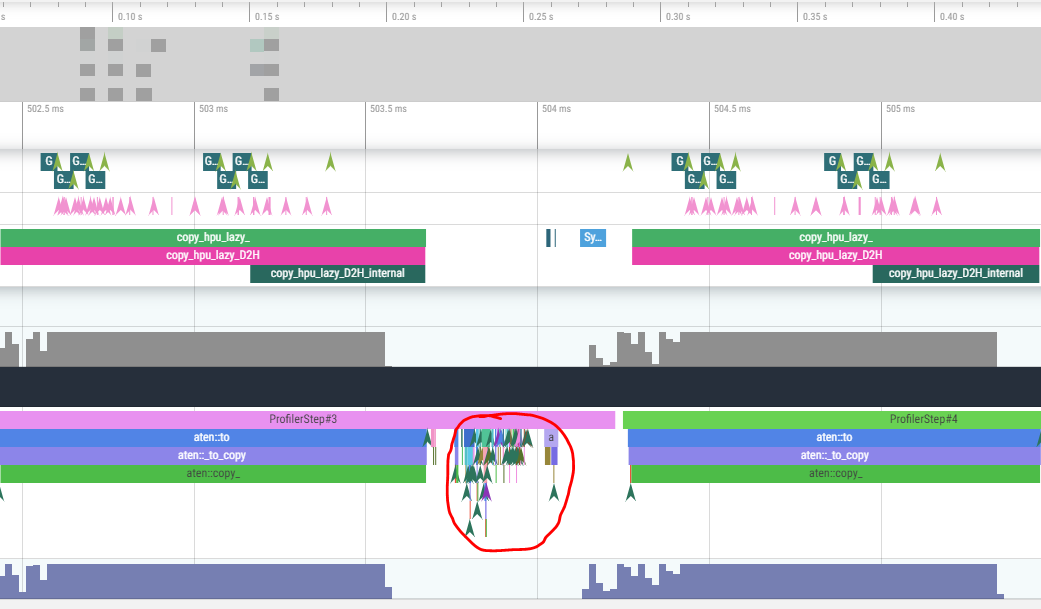 s 0.10 s 0.15 s 0.20 s 0.25 s 0.30 s 0.35 s 0.40 s
502.5 ms 503 ms 503.5 ms 504 ms 504.5 ms 505 ms
G G... G... G... G G... G G...
G... G... G... G... G... G... G... G...
copy_hpu_lazy_ Sy... copy_hpu_lazy_
copy_hpu_lazy_D2H copy_hpu_lazy_D2H
copy_hpu_lazy_D2H_internal copy_hpu_lazy_D2H_internal
ProfilerStep#3 ProfilerStep#4
aten::to a aten::to
aten::_to_copy aten::_to_copy
aten::copy_ aten::copy_